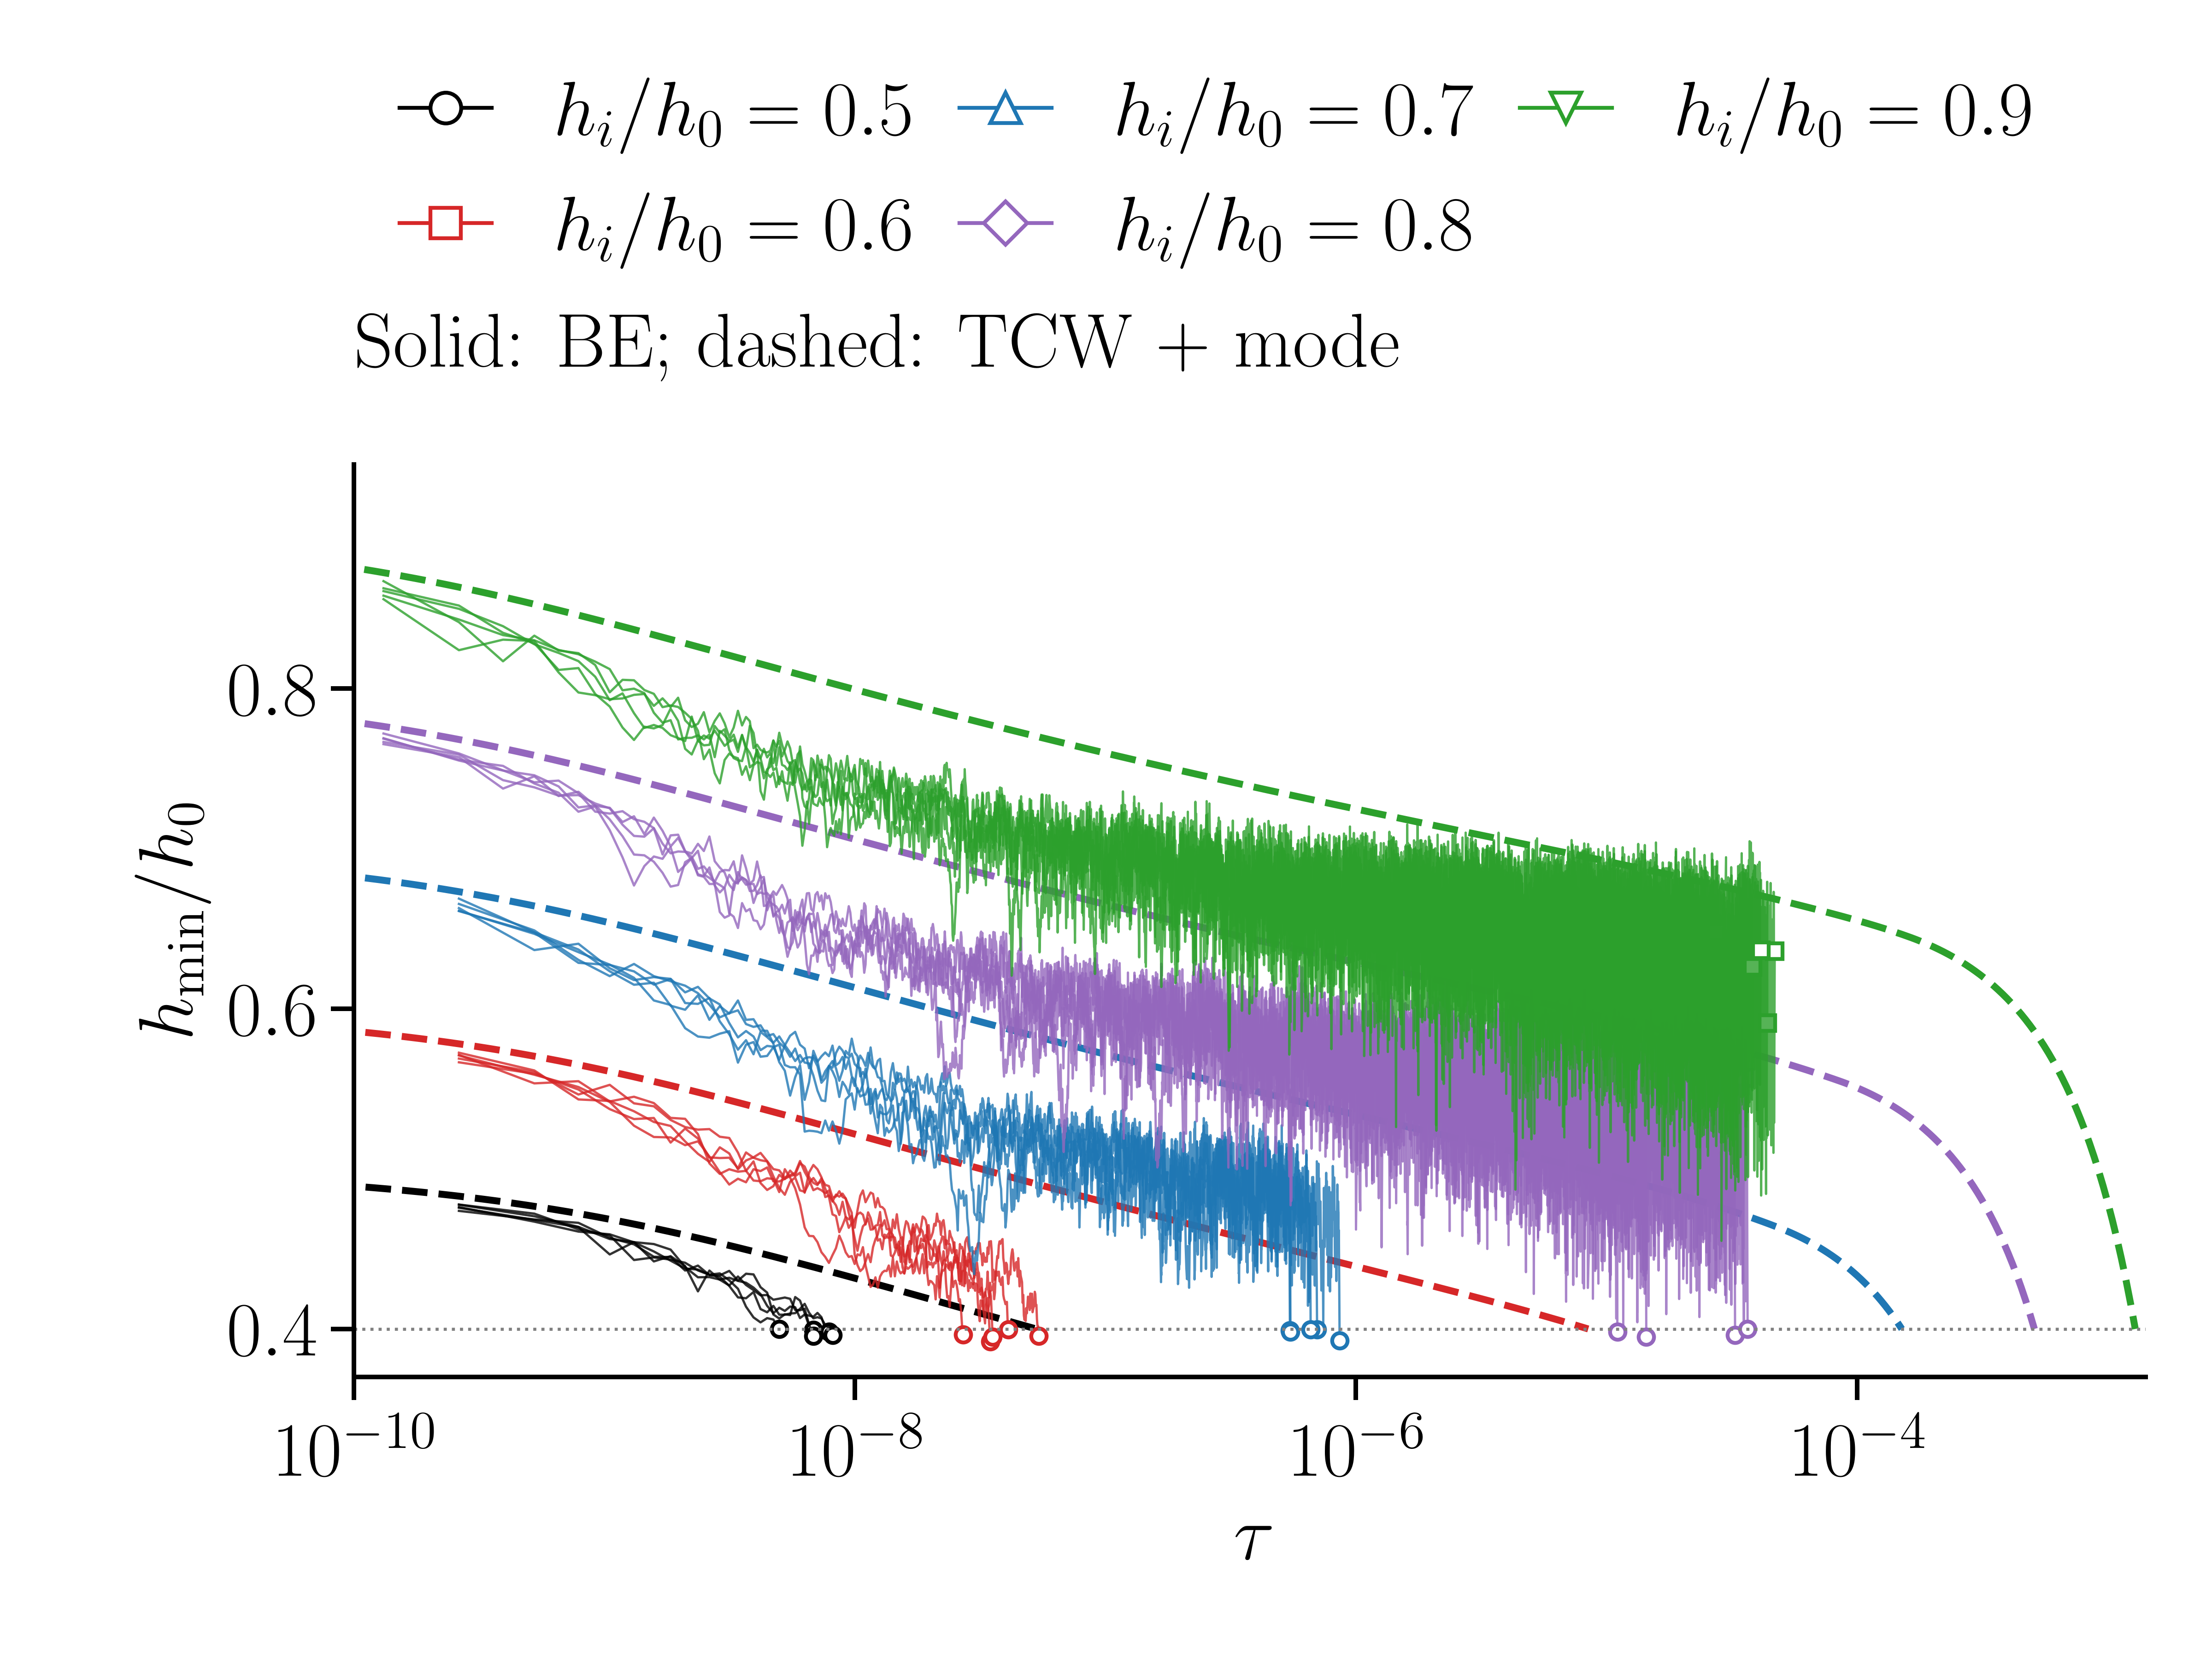 h_i/h_0 = 0.5 h_i/h_0 = 0.7 h_i/h_0 = 0.9
h_i/h_0 = 0.6 h_i/h_0 = 0.8
Solid: BE; dashed: TCW + mode
h_min/h_0
0.8
0.6
0.4
10^−10 10^−8 10^−6 10^−4
τ